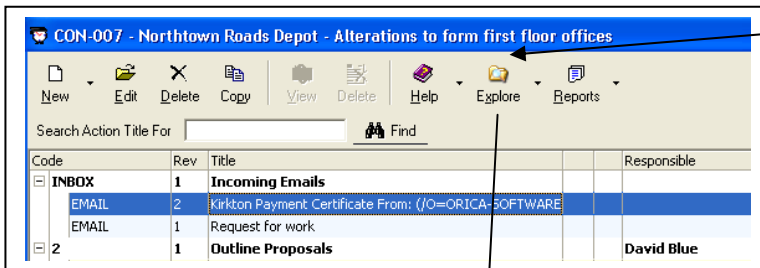 CON-007 - Northtown Roads Depot - Alterations to form first floor offices
New Edit Delete Copy View Delete Help Explore Reports
Search Action Title For Find
Code Rev Title Responsible
INBOX 1 Incoming Emails
EMAIL 2 Kirkton Payment Certificate From: (/O=ORICA-SOFTWARE
EMAIL 1 Request for work
2 1 Outline Proposals David Blue